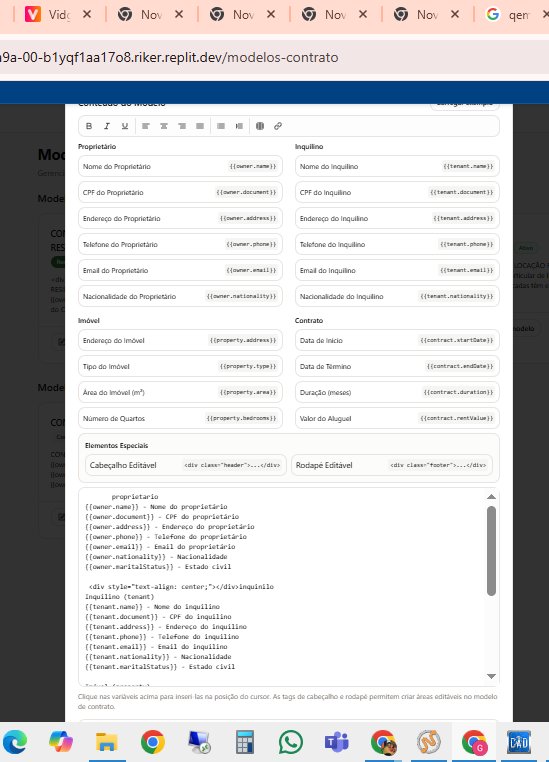 Vidg
Nov
Nov
Nov
Nov
qem
a9a-00-b1yqf1aa17o8.riker.replit.dev/modelos-contrato
Conteúdo do Modelo
B I U
Proprietário
Inquilino
Nome do Proprietário {{owner.name}}
Nome do Inquilino {{tenant.name}}
CPF do Proprietário {{owner.document}}
CPF do Inquilino {{tenant.document}}
Endereço do Proprietário {{owner.address}}
Endereço do Inquilino {{tenant.address}}
Telefone do Proprietário {{owner.phone}}
Telefone do Inquilino {{tenant.phone}}
Email do Proprietário {{owner.email}}
Email do Inquilino {{tenant.email}}
Nacionalidade do Proprietário {{owner.nationality}}
Nacionalidade do Inquilino {{tenant.nationality}}
Imóvel
Contrato
Endereço do Imóvel {{property.address}}
Data de Início {{contract.startDate}}
Tipo do Imóvel {{property.type}}
Data de Término {{contract.endDate}}
Área do Imóvel (m²) {{property.area}}
Duração (meses) {{contract.duration}}
Número de Quartos {{property.bedrooms}}
Valor do Aluguel {{contract.rentValue}}
Elementos Especiais
Cabeçalho Editável <div class="header">...</div>
Rodapé Editável <div class="footer">...</div>
proprietario
{{owner.name}} - Nome do proprietário
{{owner.document}} - CPF do proprietário
{{owner.address}} - Endereço do proprietário
{{owner.phone}} - Telefone do proprietário
{{owner.email}} - Email do proprietário
{{owner.nationality}} - Nacionalidade
{{owner.maritalStatus}} - Estado civil
<div style="text-align: center;"></div>inquinilo
Inquilino (tenant)
{{tenant.name}} - Nome do inquilino
{{tenant.document}} - CPF do inquilino
{{tenant.address}} - Endereço do inquilino
{{tenant.phone}} - Telefone do inquilino
{{tenant.email}} - Email do inquilino
{{tenant.nationality}} - Nacionalidade
{{tenant.maritalStatus}} - Estado civil
Clique nas variáveis acima para inseri-las na posição do cursor. As tags de cabeçalho e rodapé permitem criar áreas editáveis no modelo
de contrato.